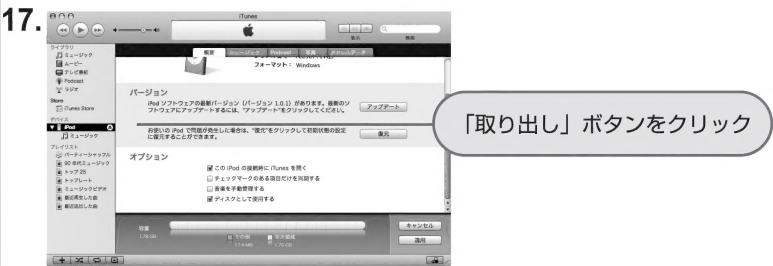 17.
iTunes
表示
検索
ライブラリ
ミュージック
ムービー
テレビ番組
Podcast
ラジオ
Store
iTunes Store
デバイス
iPod
ミュージック
プレイリスト
パーティーシャッフル
90 年代ミュージック
トップ 25
トップレート
ミュージックビデオ
最近再生した曲
最近追加した曲
概要 ミュージック Podcast 写真
フォーマット： Windows
バージョン
iPod ソフトウェアの最新バージョン（バージョン 1.0.1）があります。最新のソ
フトウェアにアップデートするには、“アップデート”をクリックしてください。
アップデート
お使いの iPod で問題が発生した場合は、“復元”をクリックして初期状態の設定
に復元することができます。
復元
オプション
この iPod の接続時に iTunes を開く
チェックマークのある項目だけを同期する
音楽を手動管理する
ディスクとして使用する
容量
1.78 GB
その他
17.4 MB
未使用領域
1.76 GB
キャンセル
適用
「取り出し」ボタンをクリック